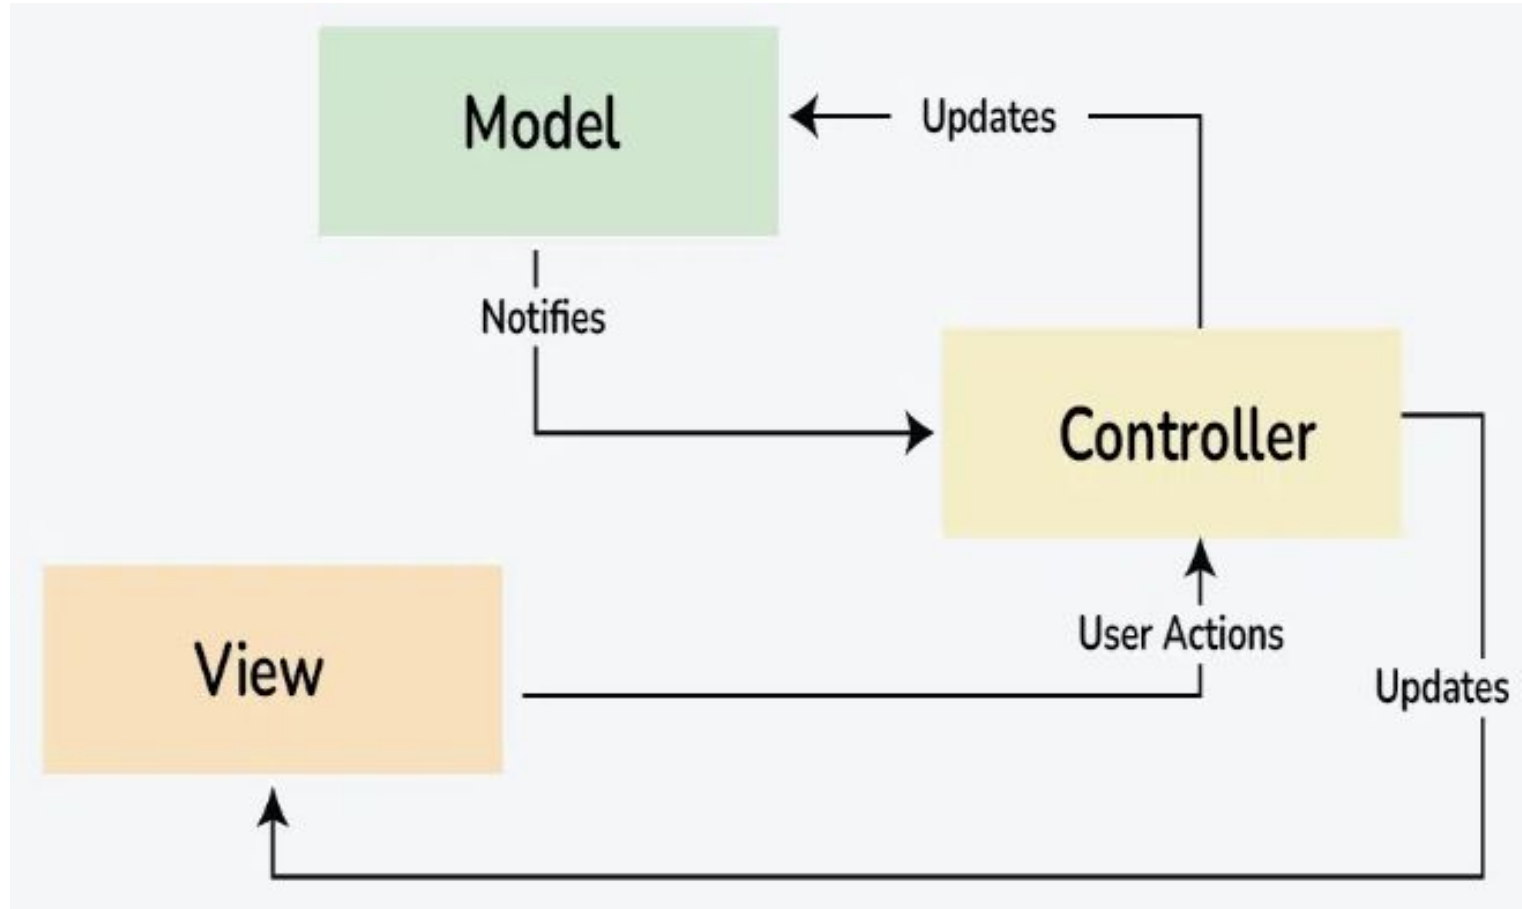 Model
Updates
Notifies
Controller
User Actions
View
Updates